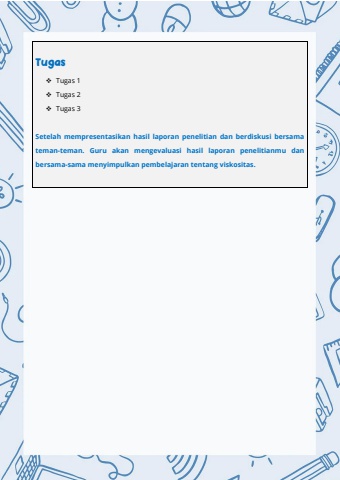 Tugas
❖ Tugas 1
❖ Tugas 2
❖ Tugas 3
Setelah mempresentasikan hasil laporan penelitian dan berdiskusi bersama
teman-teman. Guru akan mengevaluasi hasil laporan penelitianmu dan
bersama-sama menyimpulkan pembelajaran tentang viskositas.